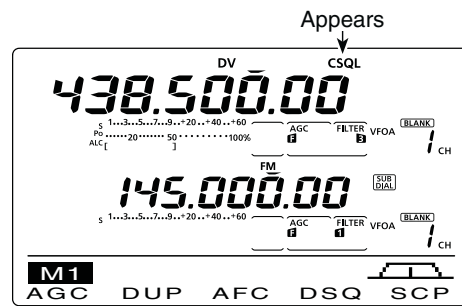 Appears
DV CSQL
438.500.00
S 1•••3•••5•••7•••9••+20••+40••+60
Po ••••••20•••••• 50 •••••••••100%
ALC[ ]
AGC FILTER VFOA BLANK
F 3 1 CH
FM
145.000.00 SUB DIAL
S 1•••3•••5•••7•••9••+20••+40••+60
AGC FILTER VFOA BLANK
F 1 1 CH
M1
AGC DUP AFC DSQ SCP